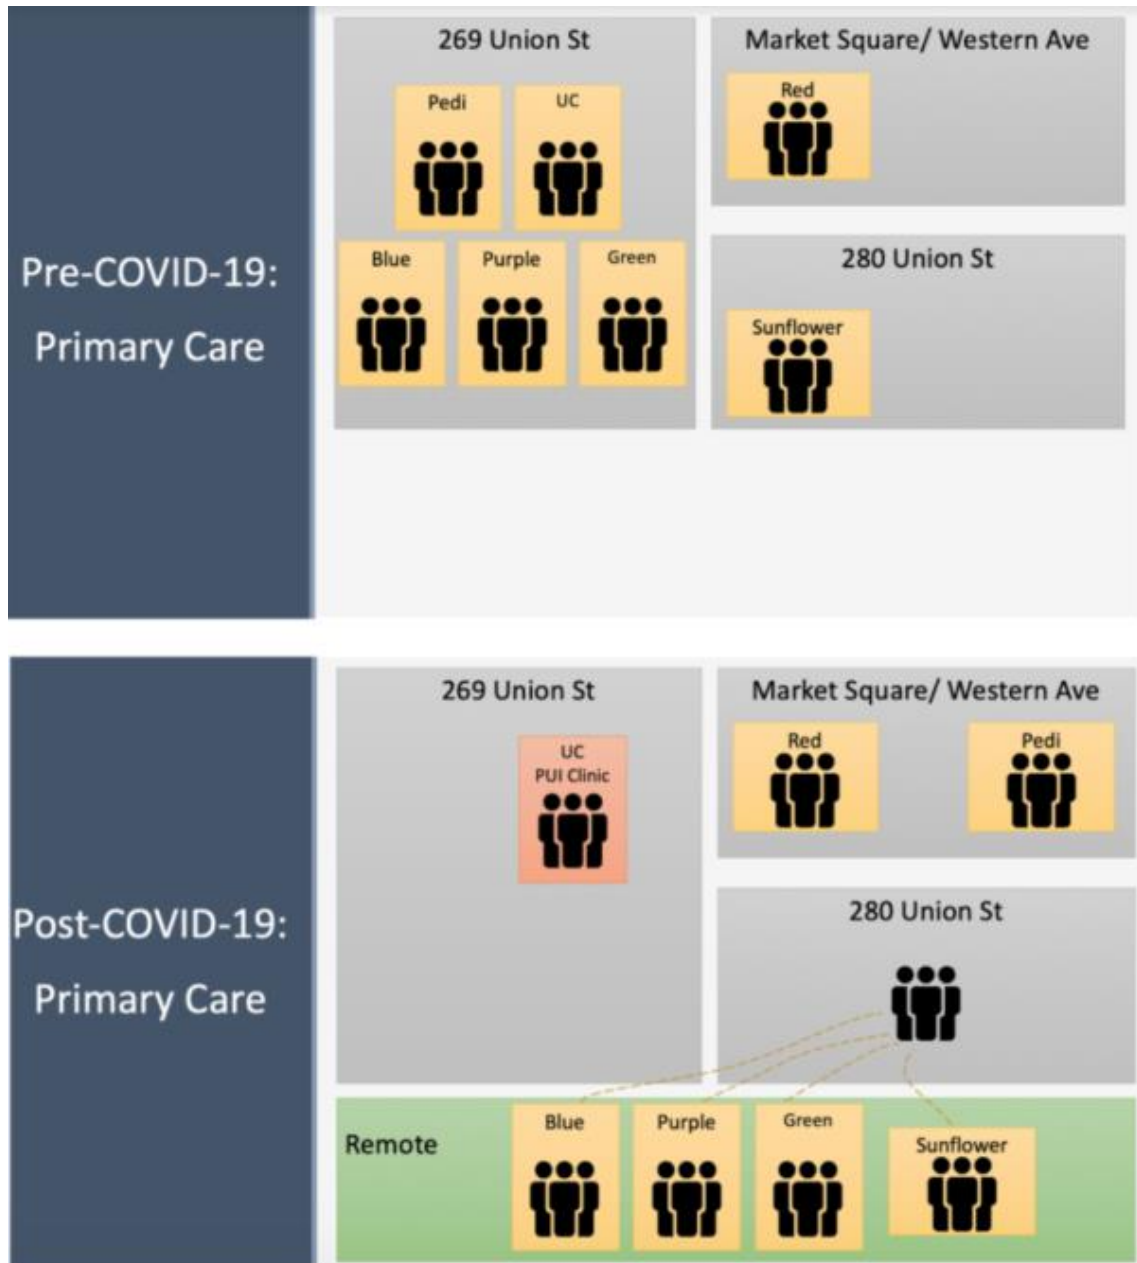 Pre-COVID-19:
Primary Care
269 Union St
Pedi
UC
Blue
Purple
Green
Market Square/ Western Ave
Red
280 Union St
Sunflower
Post-COVID-19:
Primary Care
269 Union St
UC
PUI Clinic
Market Square/ Western Ave
Red
Pedi
280 Union St
Remote
Blue
Purple
Green
Sunflower